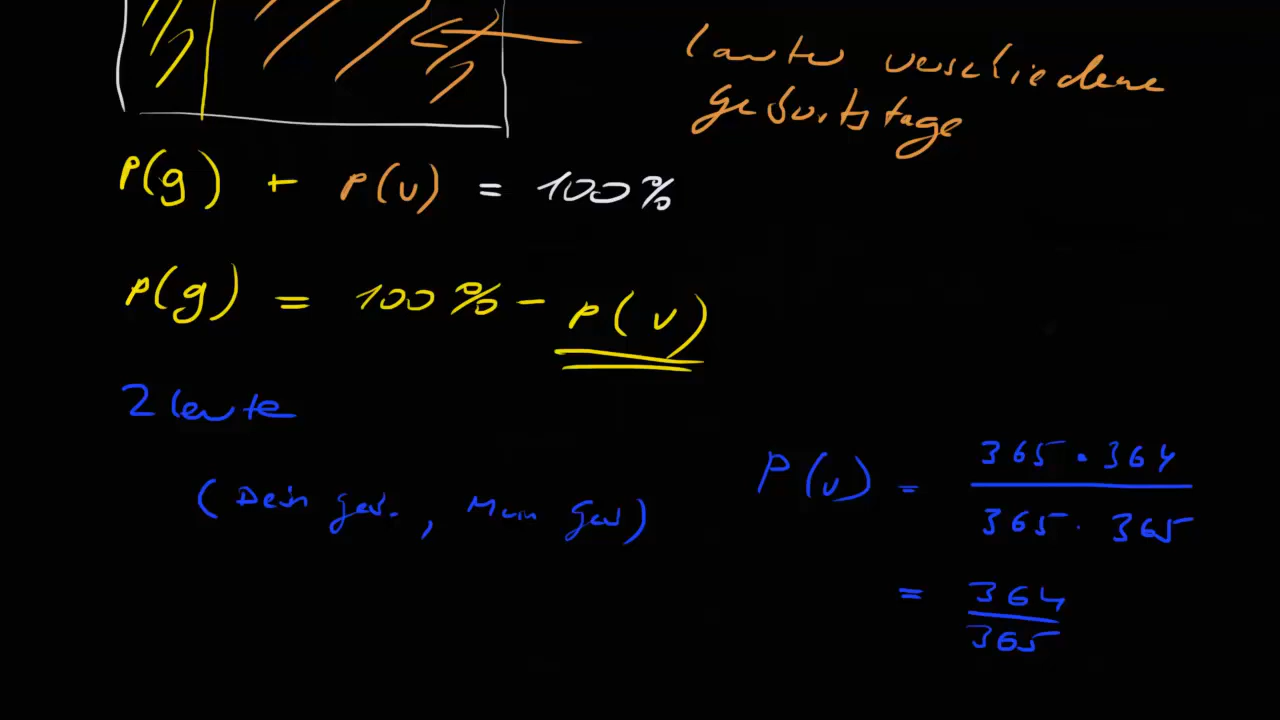 lauter verschiedene
Geburtstage
P(g) + P(v) = 100%
P(g) = 100% - P(v)
2 Leute
(Dein Geb. , Mein Geb)
P(v) = 365 · 364
365 · 365
= 364
365